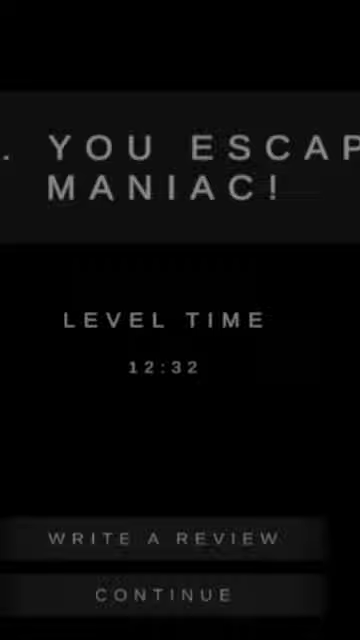 . YOU ESCAP
MANIAC!
LEVEL TIME
12:32
WRITE A REVIEW
CONTINUE